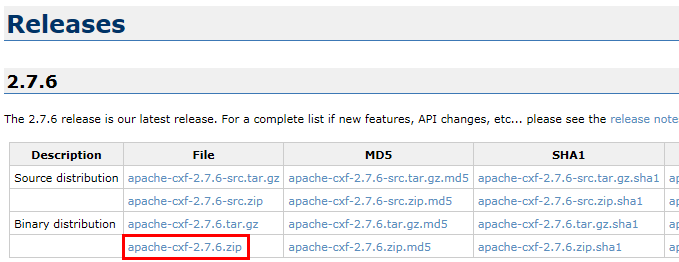 Releases
2.7.6
The 2.7.6 release is our latest release. For a complete list if new features, API changes, etc... please see the release note
Description File MD5 SHA1
Source distribution apache-cxf-2.7.6-src.tar.gz apache-cxf-2.7.6-src.tar.gz.md5 apache-cxf-2.7.6-src.tar.gz.sha1 ap
apache-cxf-2.7.6-src.zip apache-cxf-2.7.6-src.zip.md5 apache-cxf-2.7.6-src.zip.sha1 ap
Binary distribution apache-cxf-2.7.6.tar.gz apache-cxf-2.7.6.tar.gz.md5 apache-cxf-2.7.6.tar.gz.sha1 ap
apache-cxf-2.7.6.zip apache-cxf-2.7.6.zip.md5 apache-cxf-2.7.6.zip.sha1 ap